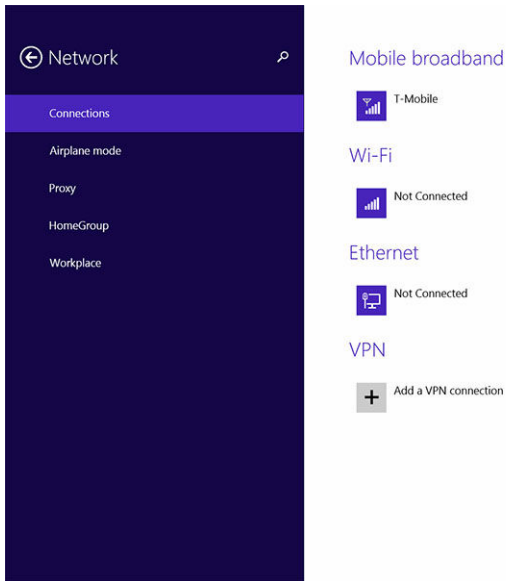 Network
Connections
Airplane mode
Proxy
HomeGroup
Workplace
Mobile broadband
T-Mobile
Wi-Fi
Not Connected
Ethernet
Not Connected
VPN
Add a VPN connection